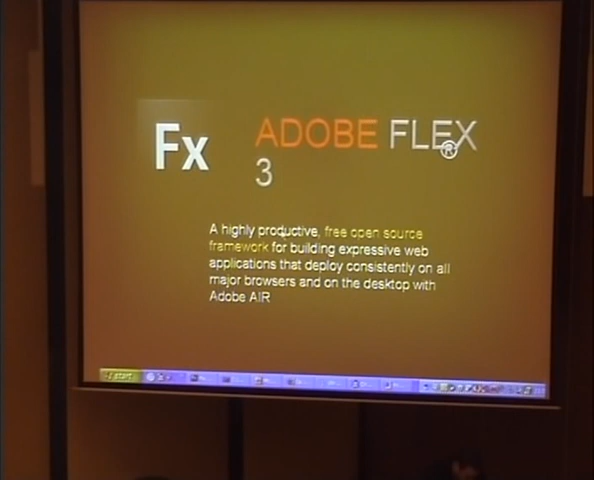 Fx
ADOBE FLEX®
3
A highly productive, free open source
framework for building expressive web
applications that deploy consistently on all
major browsers and on the desktop with
Adobe AIR
start